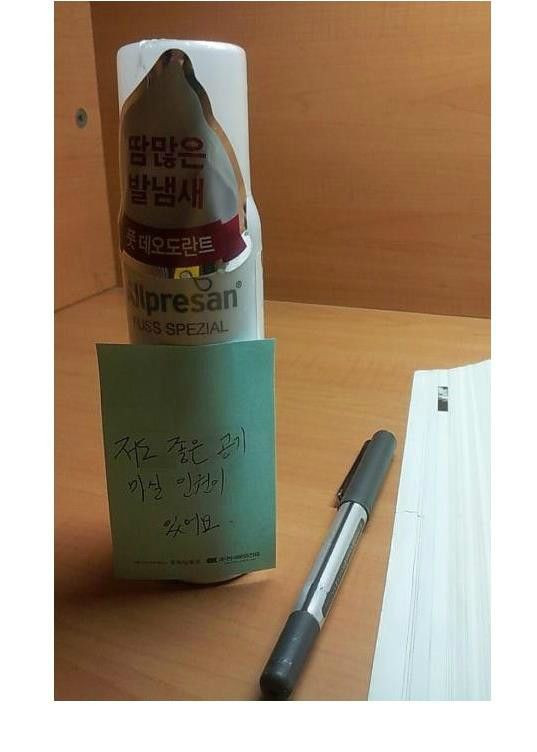 땀많은
발냄새
풋 데오도란트
Allpresan®
FUSS SPEZIAL
저도 좋은 공기
마실 인권이
있어요.